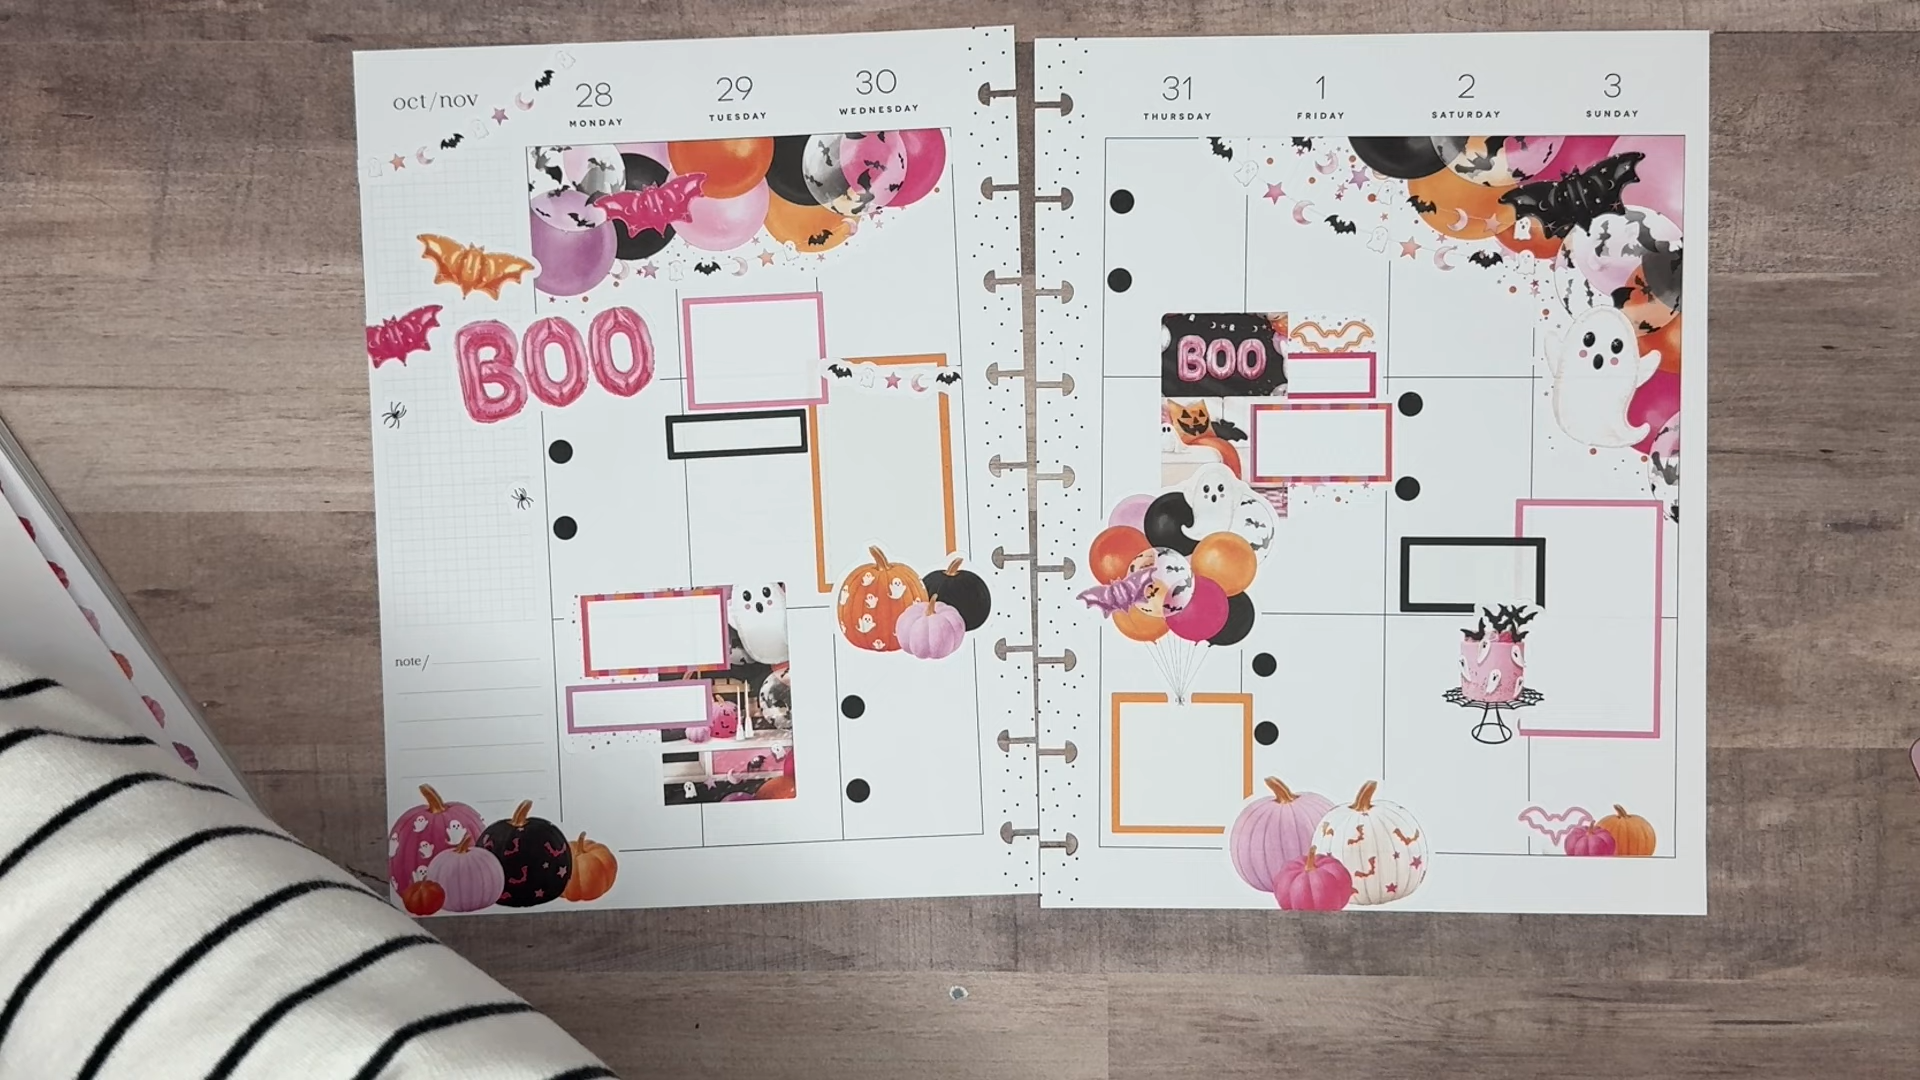 oct/nov
28
MONDAY
29
TUESDAY
30
WEDNESDAY
31
THURSDAY
1
FRIDAY
2
SATURDAY
3
SUNDAY
BOO
BOO
note/